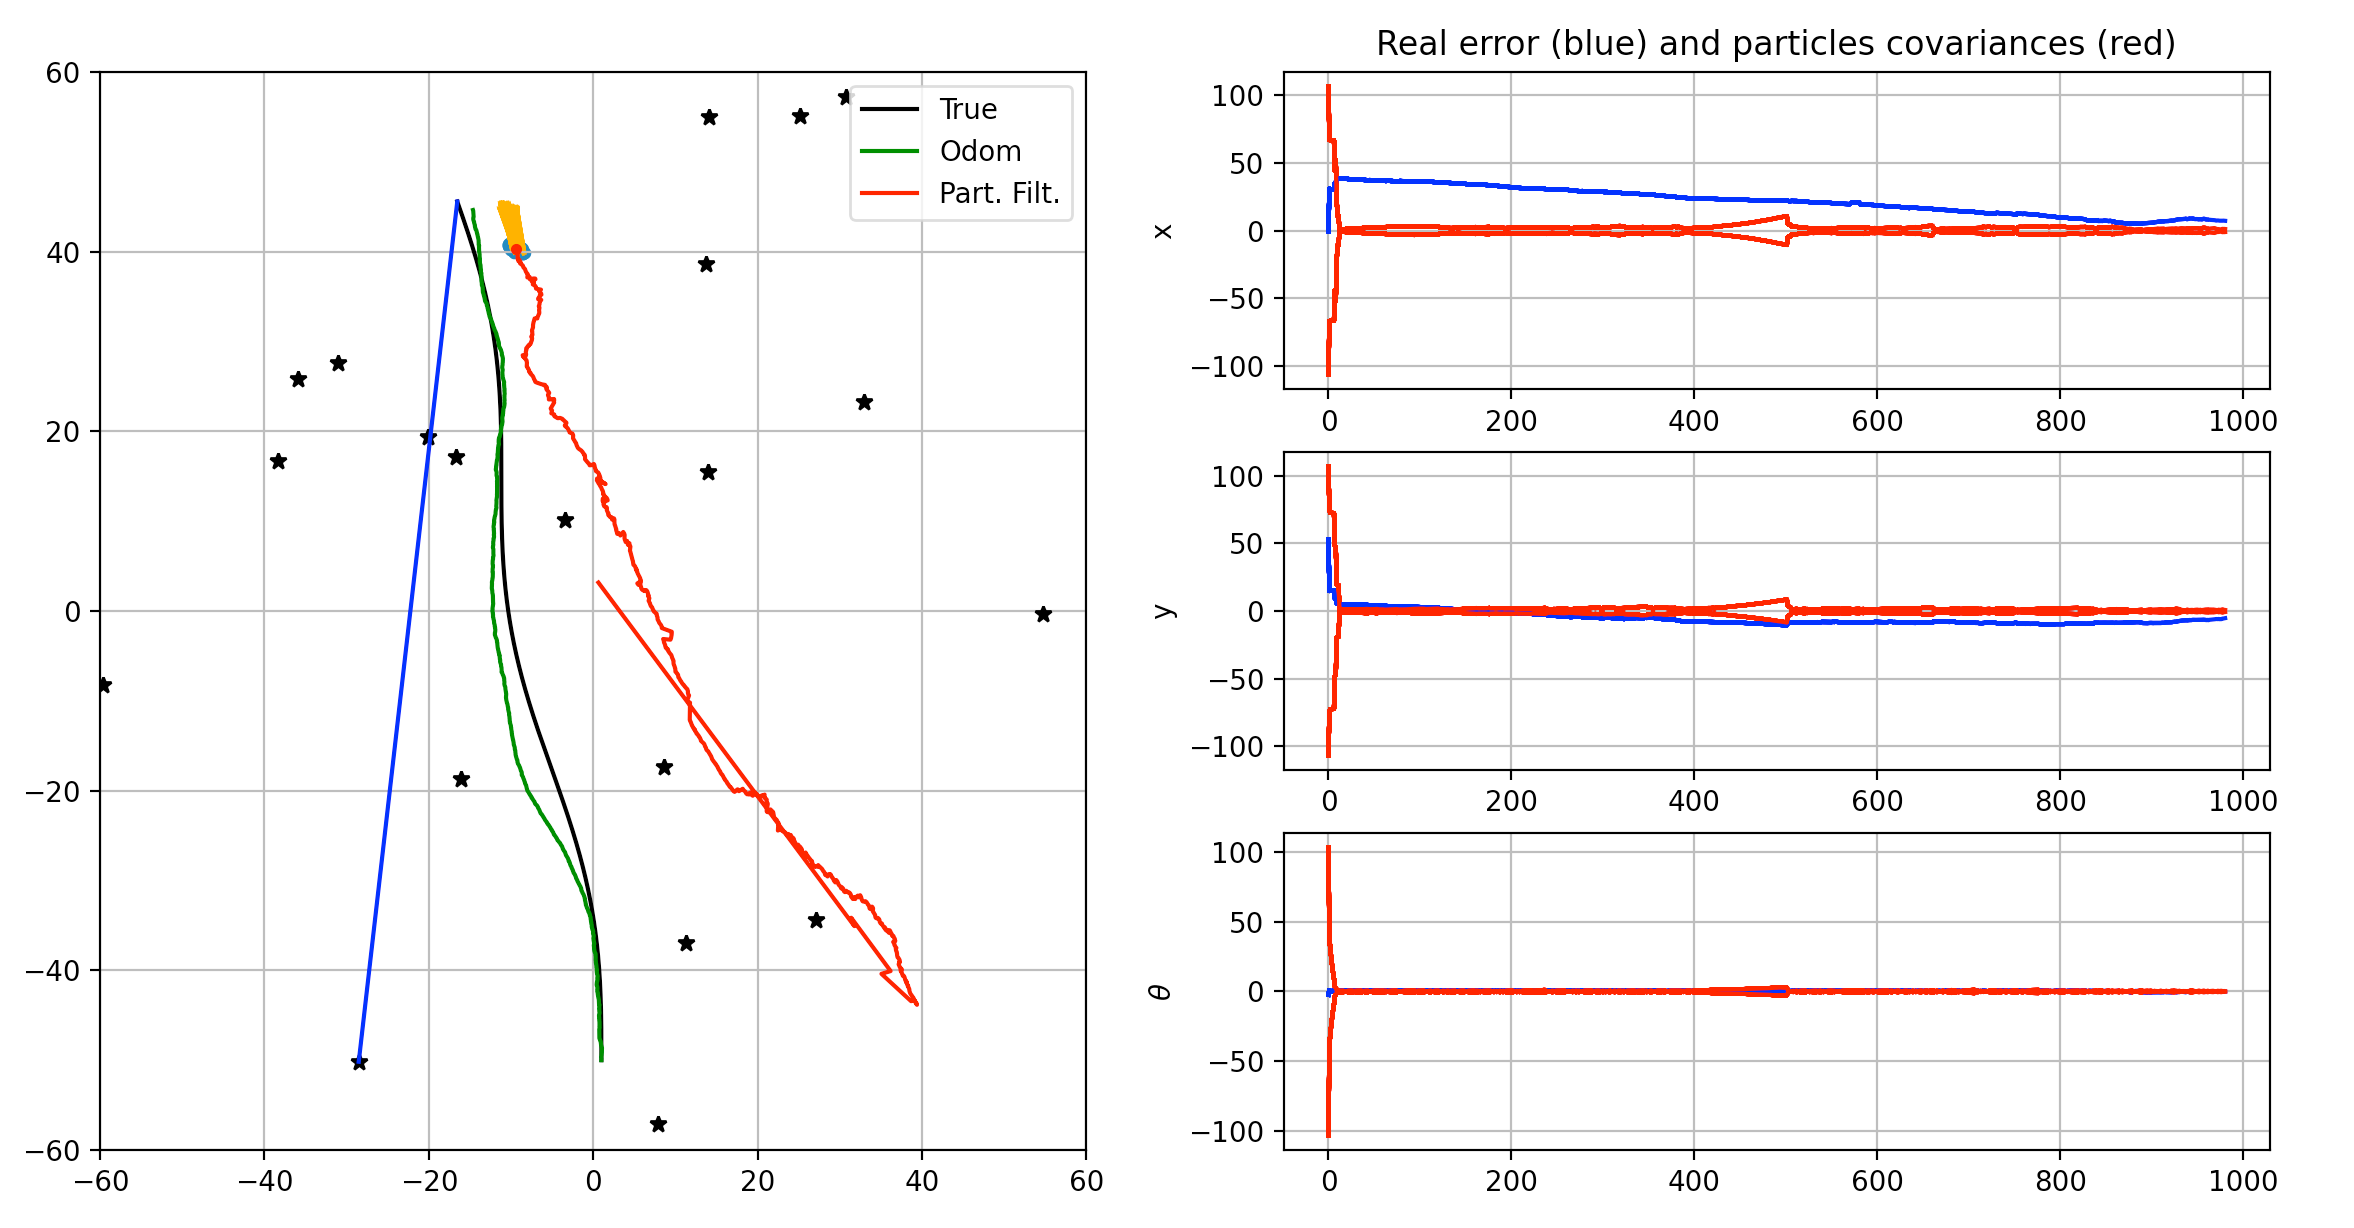 Real error (blue) and particles covariances (red)
True
Odom
Part. Filt.
60
40
20
0
−20
−40
−60
−60 −40 −20 0 20 40 60
x
100
50
0
−50
−100
0 200 400 600 800 1000
y
100
50
0
−50
−100
0 200 400 600 800 1000
θ
100
50
0
−50
−100
0 200 400 600 800 1000